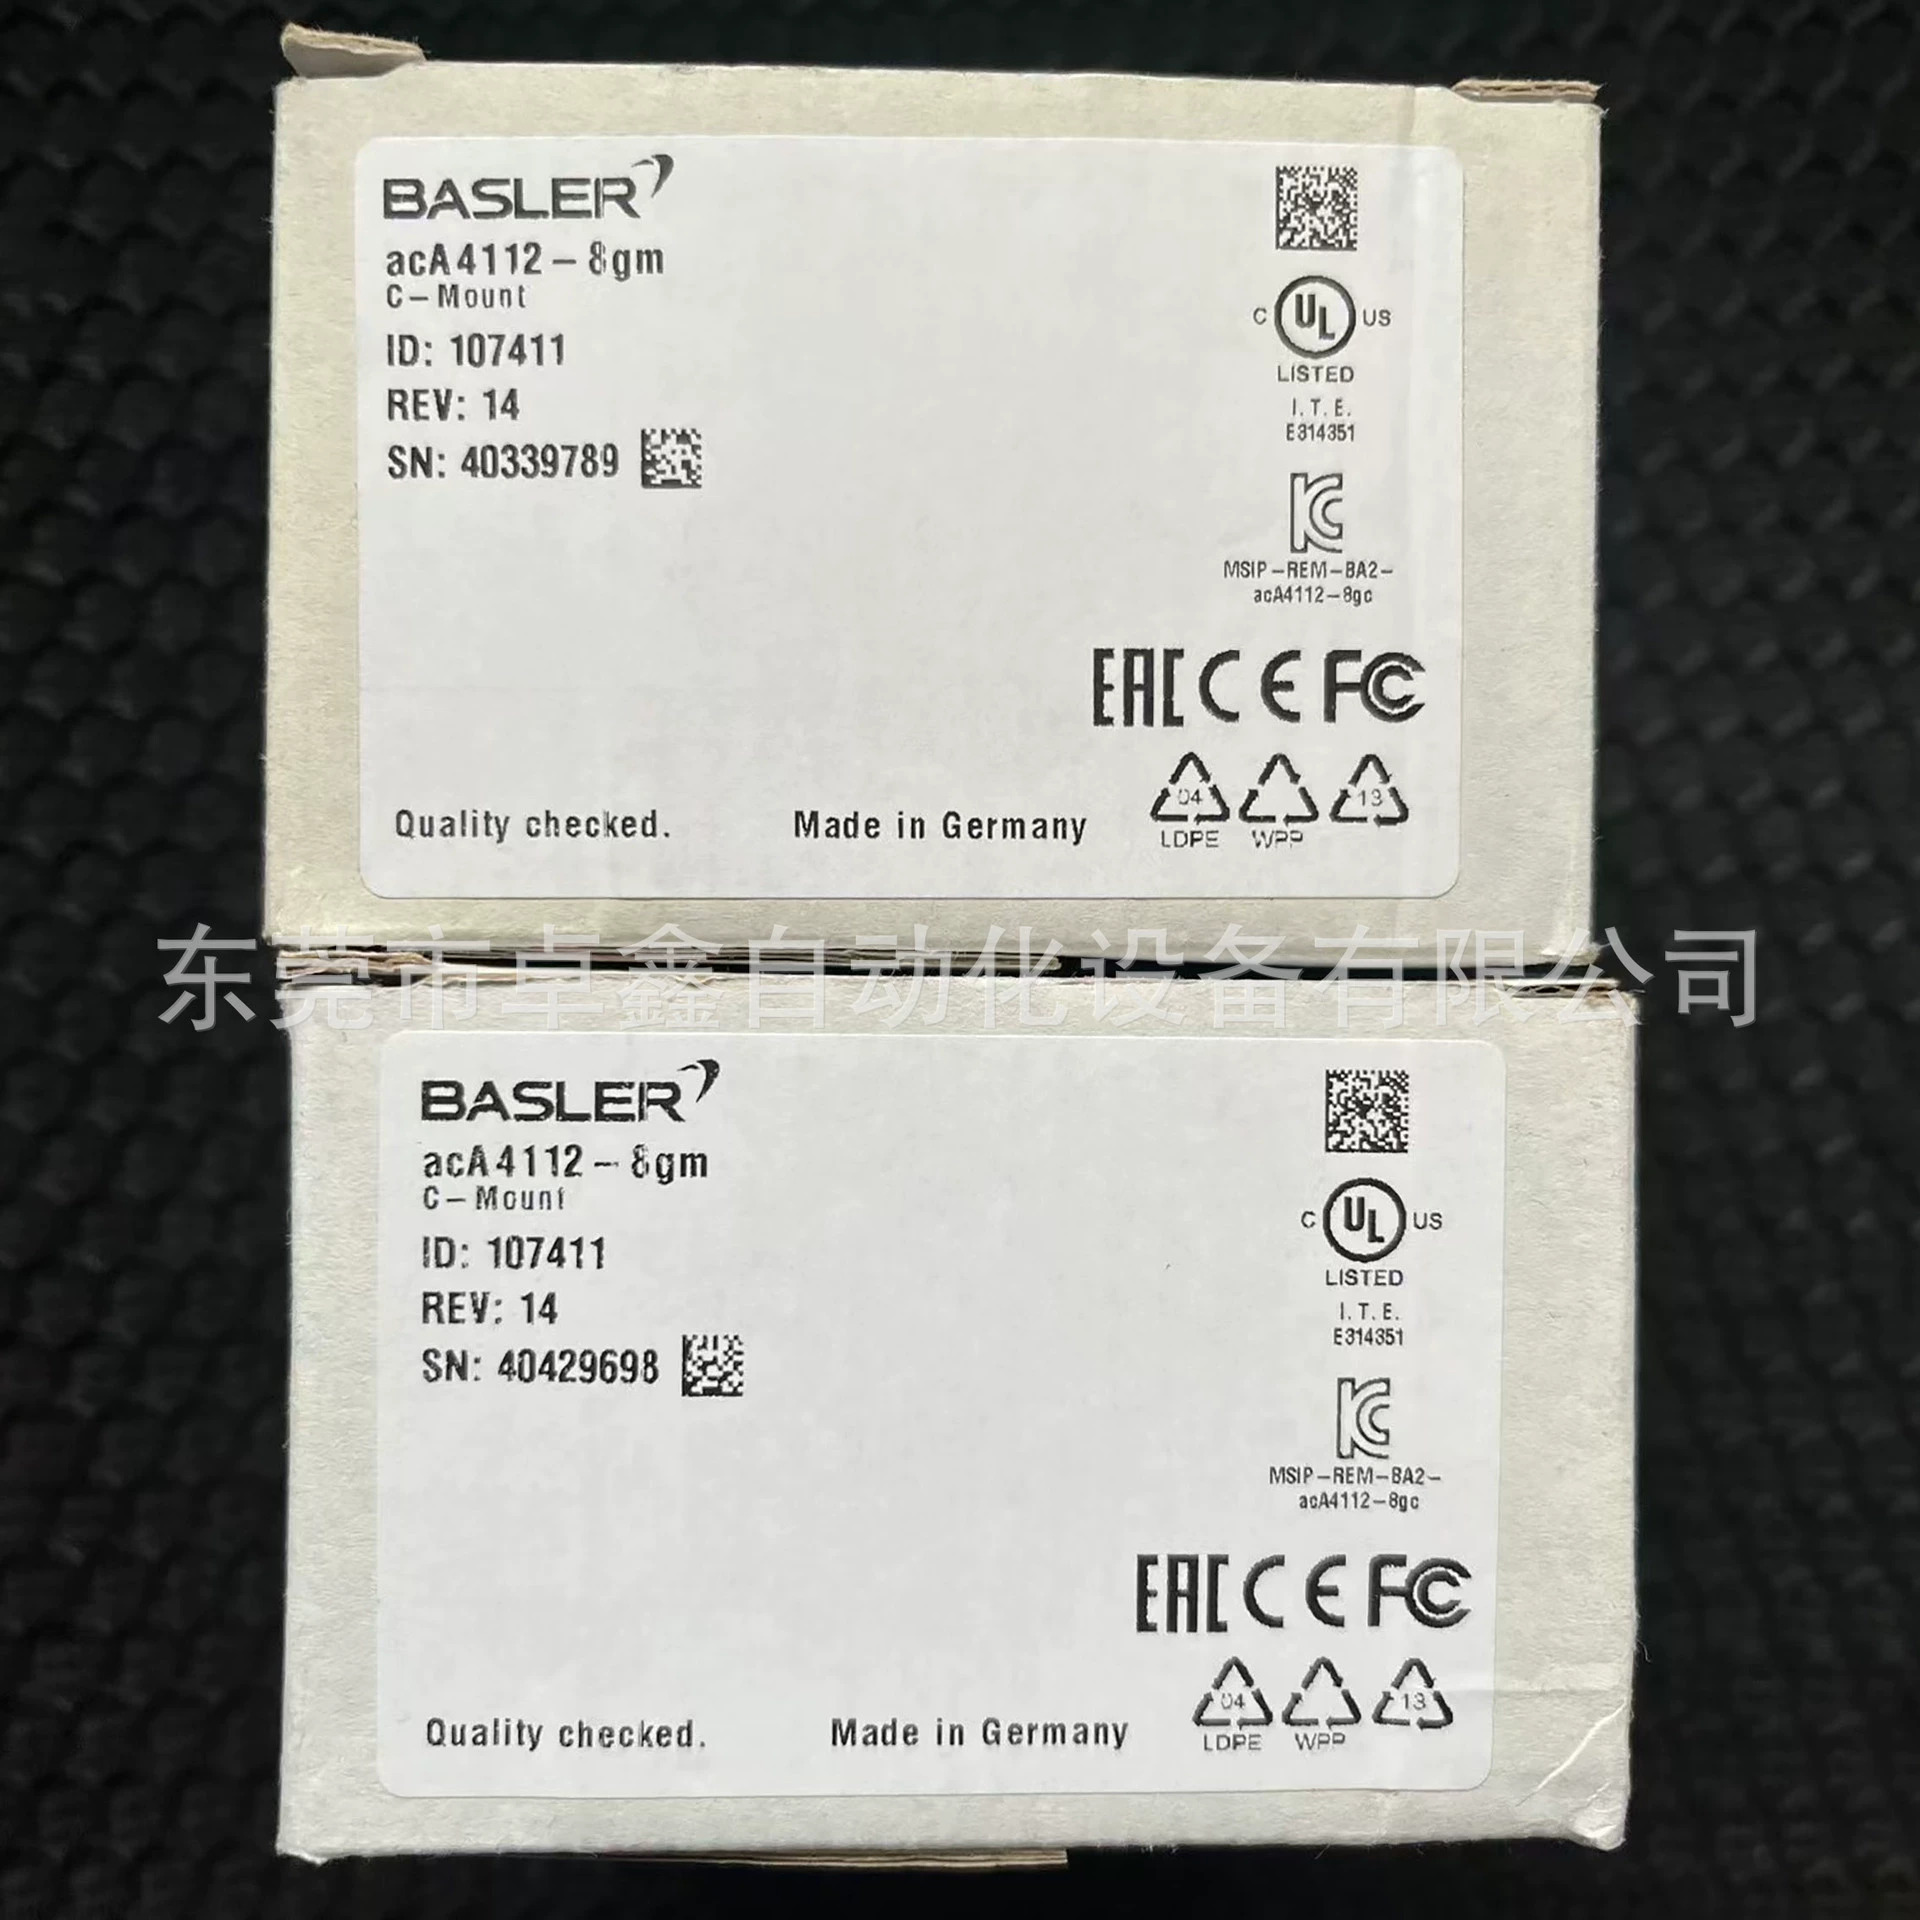 BASLER
acA4112-8gm
C-Mount
ID: 107411
REV: 14
SN: 40339789
C UL US
LISTED
I.T.E.
E314351
KC
MSIP-REM-BA2-
acA4112-8gc
EAC CE FC
04 13
LDPE WPP
Quality checked. Made in Germany
东莞市卓鑫自动化设备有限公司
BASLER
acA4112-8gm
C-Mount
ID: 107411
REV: 14
SN: 40429698
C UL US
LISTED
I.T.E.
E314351
KC
MSIP-REM-BA2-
acA4112-8gc
EAC CE FC
04 13
LDPE WPP
Quality checked. Made in Germany